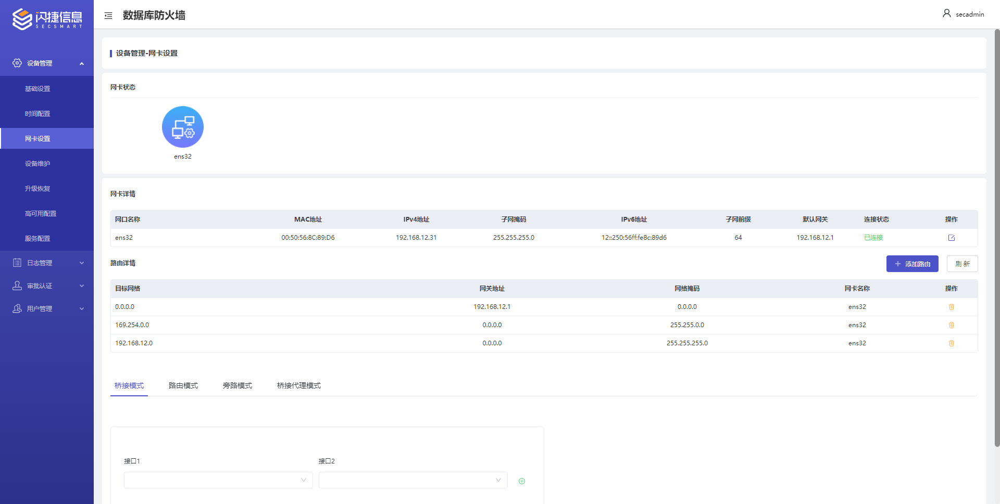 闪捷信息
SECSMART
数据库防火墙
secadmin
设备管理
基础设置
时间配置
网卡设置
设备维护
升级恢复
高可用配置
服务配置
日志管理
审批认证
用户管理
设备管理-网卡设置
网卡状态
ens32
网卡详情
网口名称 MAC地址 IPv4地址 子网掩码 IPv6地址 子网前缀 默认网关 连接状态 操作
ens32 00:50:56:8C:89:D6 192.168.12.31 255.255.255.0 12::250:56ff:fe8c:89d6 64 192.168.12.1 已连接
路由详情 添加路由 刷 新
目标网络 网关地址 网络掩码 网卡名称 操作
0.0.0.0 192.168.12.1 0.0.0.0 ens32
169.254.0.0 0.0.0.0 255.255.0.0 ens32
192.168.12.0 0.0.0.0 255.255.255.0 ens32
桥接模式 路由模式 旁路模式 桥接代理模式
接口1 接口2